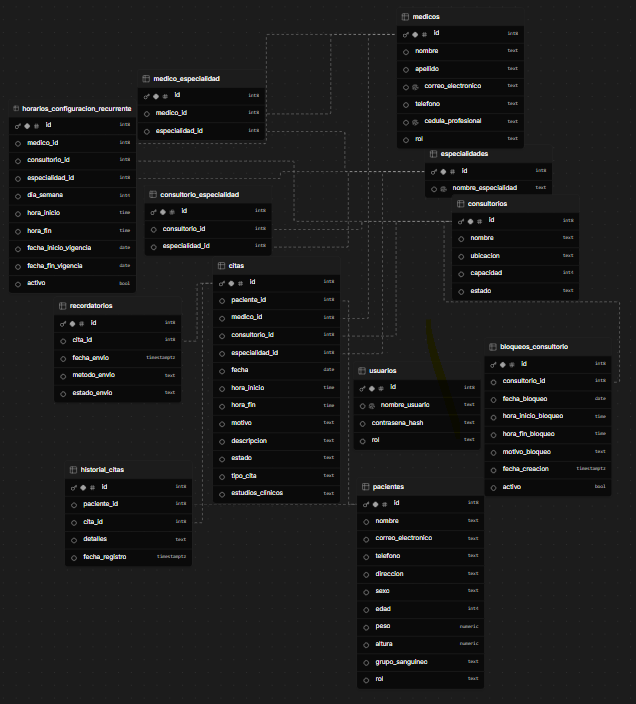 medicos
id int8
nombre text
apellido text
correo_electronico text
telefono text
cedula_profesional text
rol text
medico_especialidad
id int8
medico_id int8
especialidad_id int8
horarios_configuracion_recurrente
id int8
medico_id int8
consultorio_id int8
especialidad_id int8
dia_semana int4
hora_inicio time
hora_fin time
fecha_inicio_vigencia date
fecha_fin_vigencia date
activo bool
especialidades
id int8
nombre_especialidad text
consultorio_especialidad
id int8
consultorio_id int8
especialidad_id int8
consultorios
id int8
nombre text
ubicacion text
capacidad int4
estado text
citas
id int8
paciente_id int8
medico_id int8
consultorio_id int8
especialidad_id int8
fecha date
hora_inicio time
hora_fin time
motivo text
descripcion text
estado text
tipo_cita text
estudios_clinicos text
recordatorios
id int8
cita_id int8
fecha_envio timestamptz
metodo_envio text
estado_envio text
bloqueos_consultorio
id int8
consultorio_id int8
fecha_bloqueo date
hora_inicio_bloqueo time
hora_fin_bloqueo time
motivo_bloqueo text
fecha_creacion timestamptz
activo bool
usuarios
id int8
nombre_usuario text
contrasena_hash text
rol text
historial_citas
id int8
paciente_id int8
cita_id int8
detalles text
fecha_registro timestamptz
pacientes
id int8
nombre text
correo_electronico text
telefono text
direccion text
sexo text
edad int4
peso numeric
altura numeric
grupo_sanguineo text
rol text